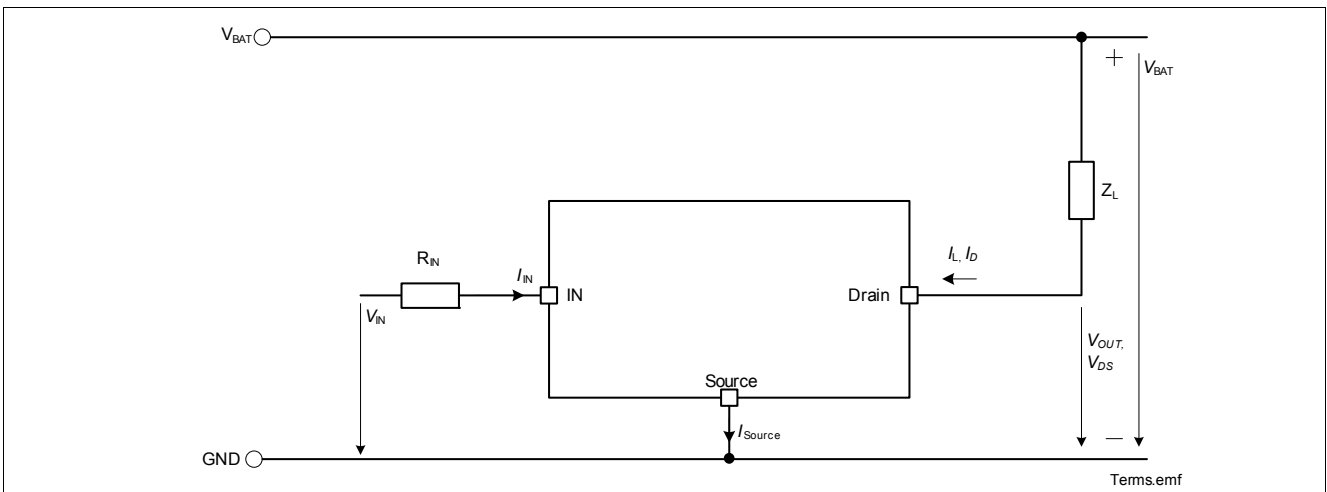 VBAT
+
VBAT
ZL
RIN
IIN
IL, ID
IN
Drain
VIN
VOUT,
VDS
Source
ISource
−
GND
Terms.emf